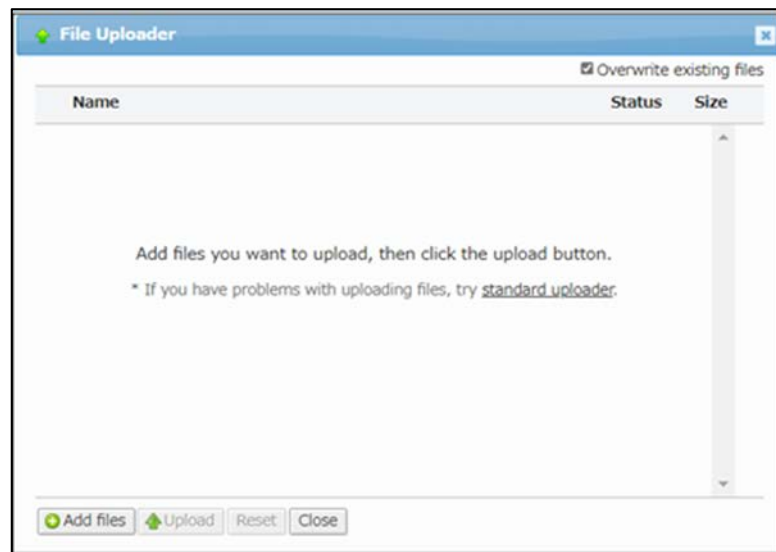 File Uploader
Overwrite existing files
Name Status Size
Add files you want to upload, then click the upload button.
* If you have problems with uploading files, try standard uploader.
Add files Upload Reset Close